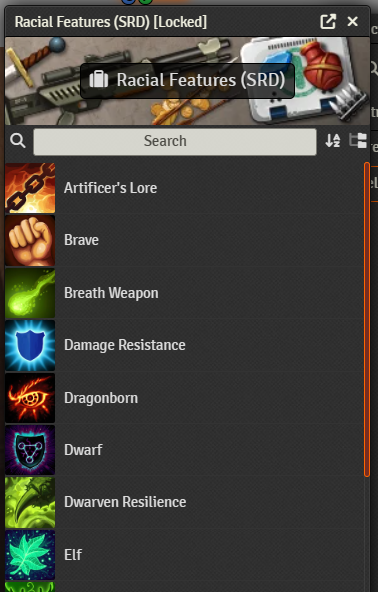 Racial Features (SRD) [Locked]
Racial Features (SRD)
Search
Artificer's Lore
Brave
Breath Weapon
Damage Resistance
Dragonborn
Dwarf
Dwarven Resilience
Elf